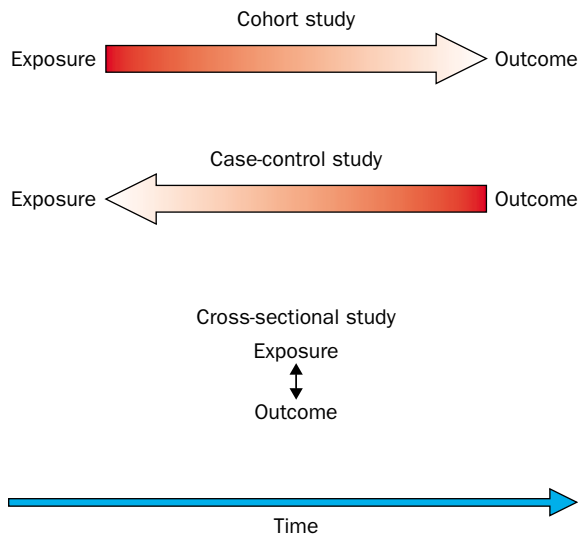 Cohort study
Exposure
Outcome
Case-control study
Exposure
Outcome
Cross-sectional study
Exposure
Outcome
Time